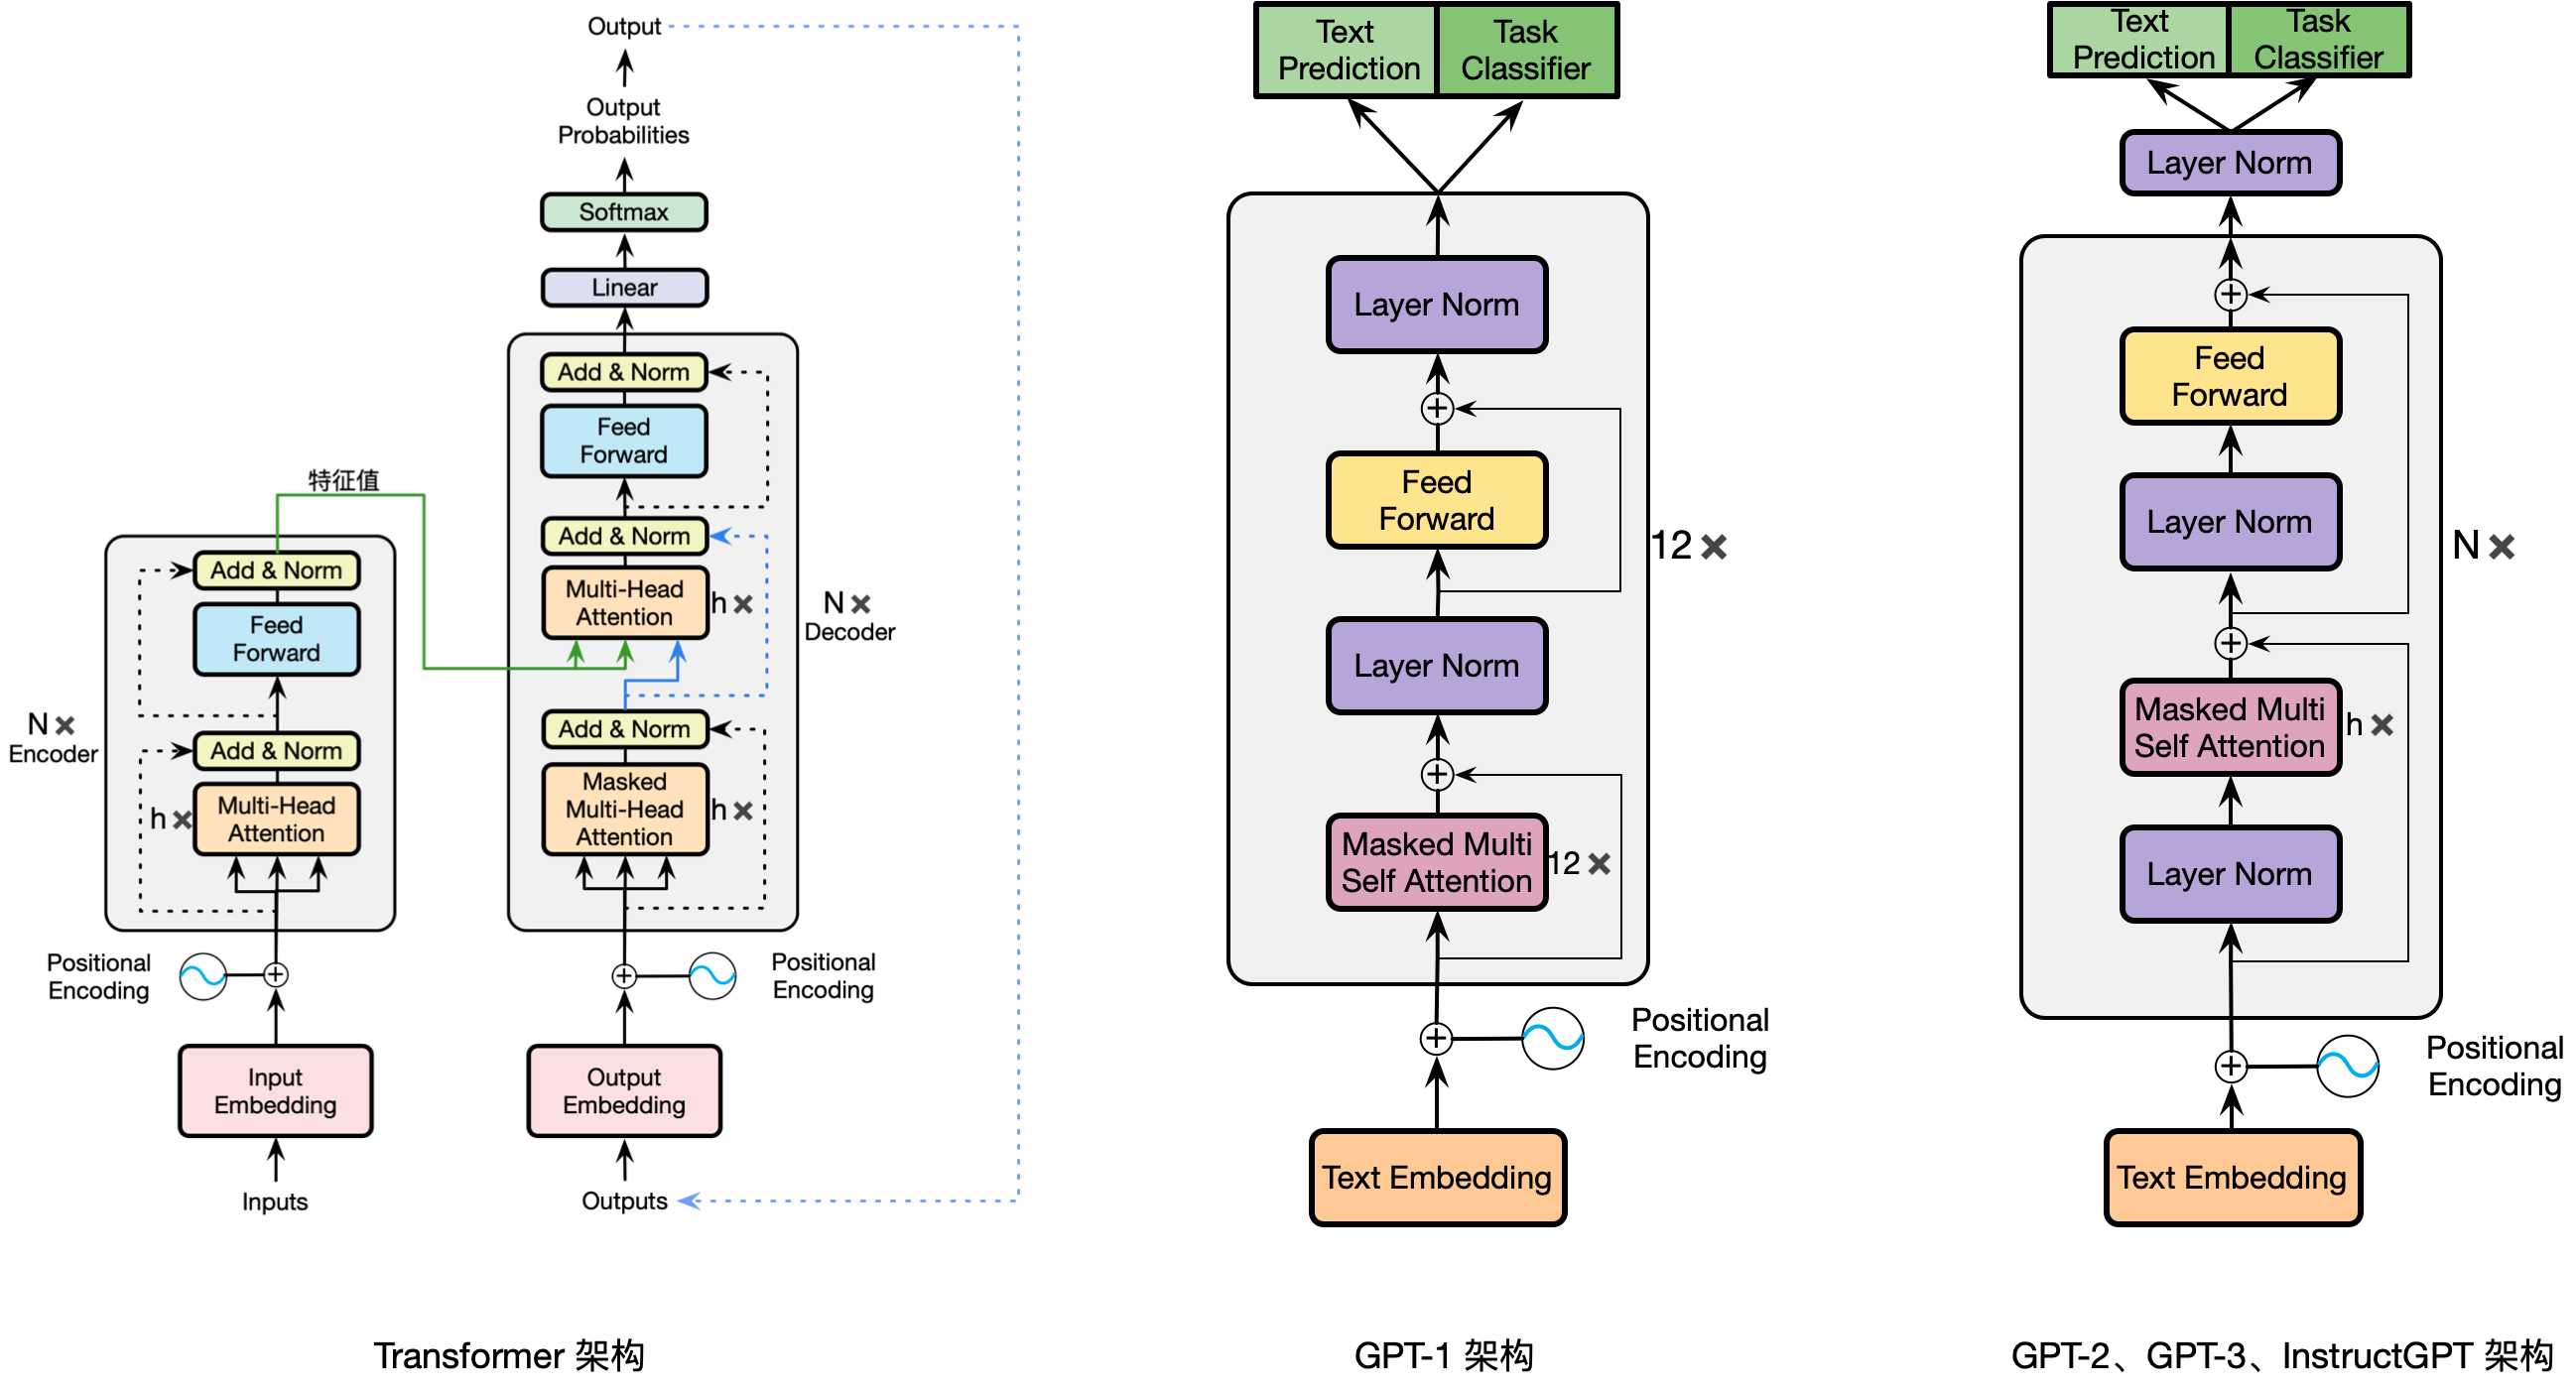 Output
Output
Probabilities
Softmax
Linear
Add & Norm
Feed
Forward
Add & Norm
Multi-Head
Attention
h ×
N ×
Decoder
Add & Norm
Masked
Multi-Head
Attention
h ×
Positional
Encoding
Output
Embedding
Outputs
特征值
Add & Norm
Feed
Forward
N ×
Encoder
Add & Norm
h ×
Multi-Head
Attention
Positional
Encoding
Input
Embedding
Inputs
Transformer 架构
Text
Prediction
Task
Classifier
Layer Norm
Feed
Forward
12 ×
Layer Norm
Masked Multi
Self Attention
12 ×
Positional
Encoding
Text Embedding
GPT-1 架构
Text
Prediction
Task
Classifier
Layer Norm
Feed
Forward
Layer Norm
N ×
Masked Multi
Self Attention
h ×
Layer Norm
Positional
Encoding
Text Embedding
GPT-2、GPT-3、InstructGPT 架构